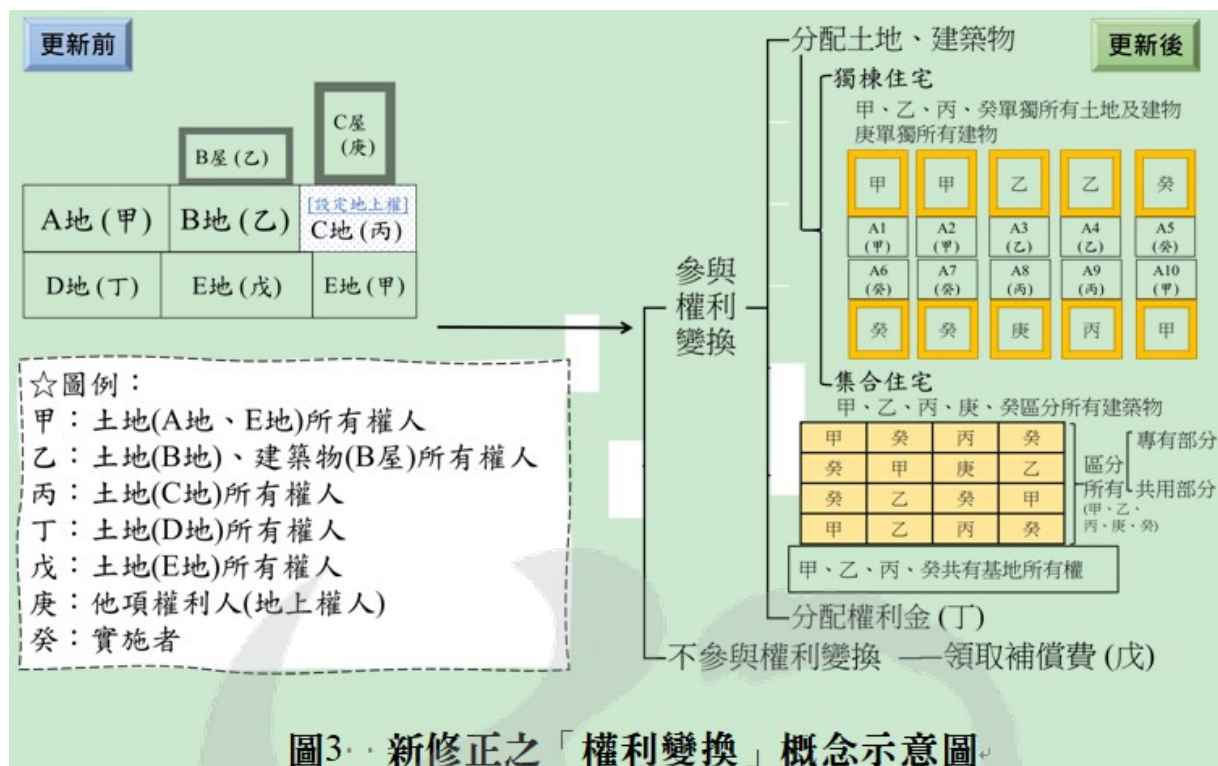 更新前
更新後
B屋(乙)
C屋
(庚)
A地(甲)
B地(乙)
[設定地上權]
C地(丙)
D地(丁)
E地(戊)
E地(甲)
☆圖例：
甲：土地(A地、E地)所有權人
乙：土地(B地)、建築物(B屋)所有權人
丙：土地(C地)所有權人
丁：土地(D地)所有權人
戊：土地(E地)所有權人
庚：他項權利人(地上權人)
癸：實施者
參與
權利
變換
分配土地、建築物
獨棟住宅
甲、乙、丙、癸單獨所有土地及建物
庚單獨所有建物
甲 甲 乙 乙 癸
A1 A2 A3 A4 A5
(甲) (甲) (乙) (乙) (癸)
A6 A7 A8 A9 A10
(癸) (癸) (丙) (丙) (甲)
癸 癸 庚 丙 甲
集合住宅
甲、乙、丙、庚、癸區分所有建築物
甲 癸 丙 癸
癸 甲 庚 乙
癸 乙 癸 甲
甲 乙 丙 癸
區分
所有
(甲、乙、
丙、庚、癸)
專有部分
共用部分
甲、乙、丙、癸共有基地所有權
分配權利金(丁)
不參與權利變換 —領取補償費(戊)
圖3‧‧新修正之「權利變換」概念示意圖